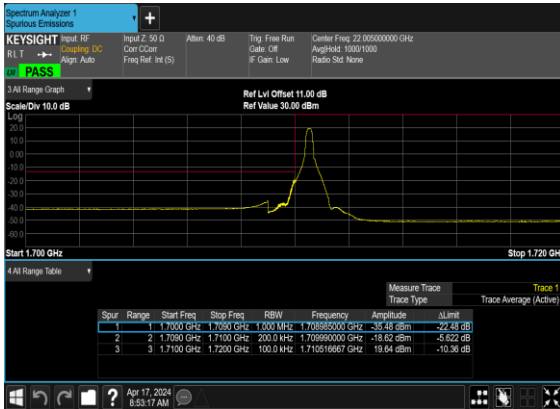 Spectrum Analyzer 1
Spurious Emissions
+
KEYSIGHT Input: RF Input Z: 50 Ω Atten: 40 dB Trig: Free Run Center Freq: 22.005000000 GHz
RLT Coupling: DC Corr CCorr Gate: Off Avg|Hold: 1000/1000
Align: Auto Freq Ref: Int (S) IF Gain: Low Radio Std: None
PASS
3 All Range Graph Ref Lvl Offset 11.00 dB
Scale/Div 10.0 dB Ref Value 30.00 dBm
Log
20.0
10.0
0.00
-10.0
-20.0
-30.0
-40.0
-50.0
-60.0
Start 1.700 GHz Stop 1.720 GH
4 All Range Table
Measure Trace Trace 1
Trace Type Trace Average (Active)
Spur Range Start Freq Stop Freq RBW Frequency Amplitude ΔLimit
1 1 1.7000 GHz 1.7090 GHz 1.000 MHz 1.708985000 GHz -35.48 dBm -22.48 dB
2 2 1.7090 GHz 1.7100 GHz 200.0 kHz 1.709990000 GHz -18.62 dBm -5.622 dB
3 3 1.7100 GHz 1.7200 GHz 100.0 kHz 1.710516667 GHz 19.64 dBm -10.36 dB
? Apr 17, 2024
8:53:17 AM